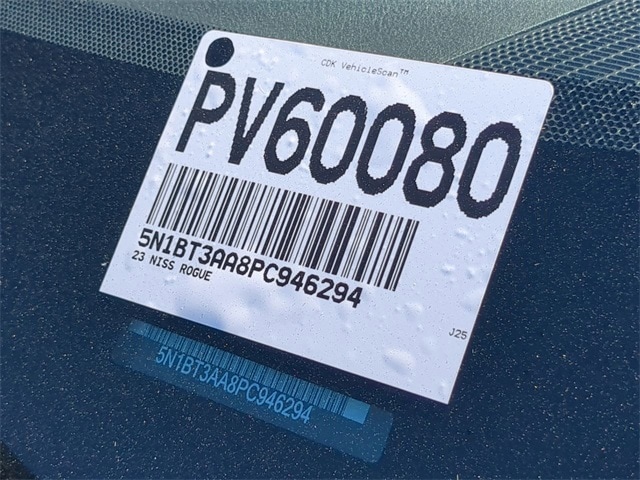 CDK VehicleScan™
PV60080
5N1BT3AA8PC946294
23 NISS ROGUE
J25
5N1BT3AA8PC946294